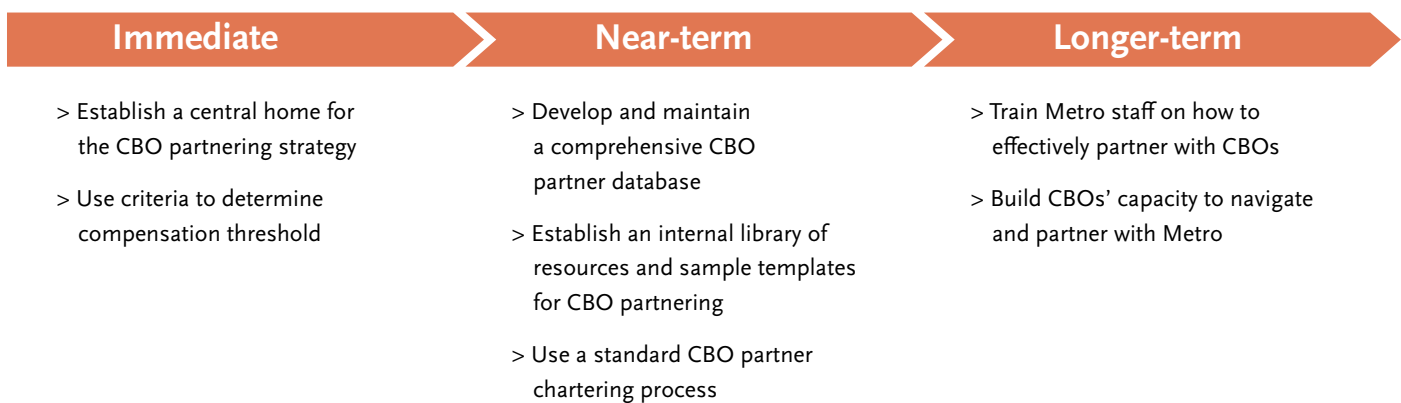 Immediate
> Establish a central home for
the CBO partnering strategy
> Use criteria to determine
compensation threshold
Near-term
> Develop and maintain
a comprehensive CBO
partner database
> Establish an internal library of
resources and sample templates
for CBO partnering
> Use a standard CBO partner
chartering process
Longer-term
> Train Metro staff on how to
effectively partner with CBOs
> Build CBOs’ capacity to navigate
and partner with Metro